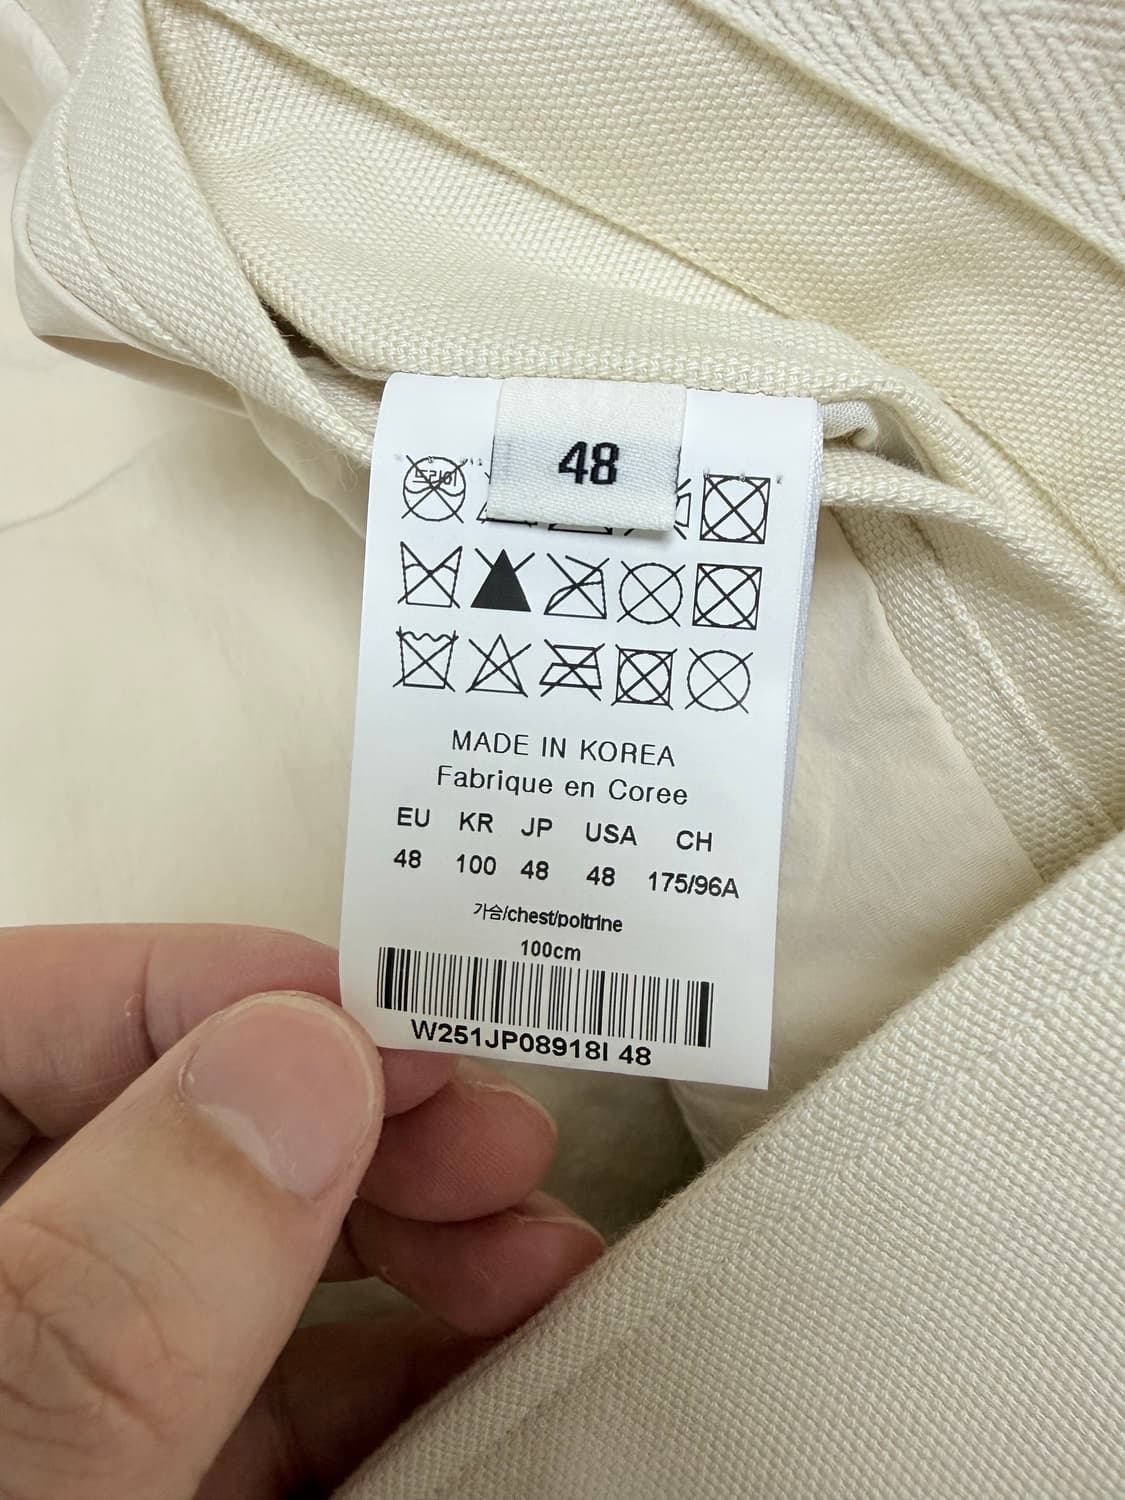 48
드라이
MADE IN KOREA
Fabrique en Coree
EU KR JP USA CH
48 100 48 48 175/96A
가슴/chest/poltrine
100cm
W251JP08918I 48